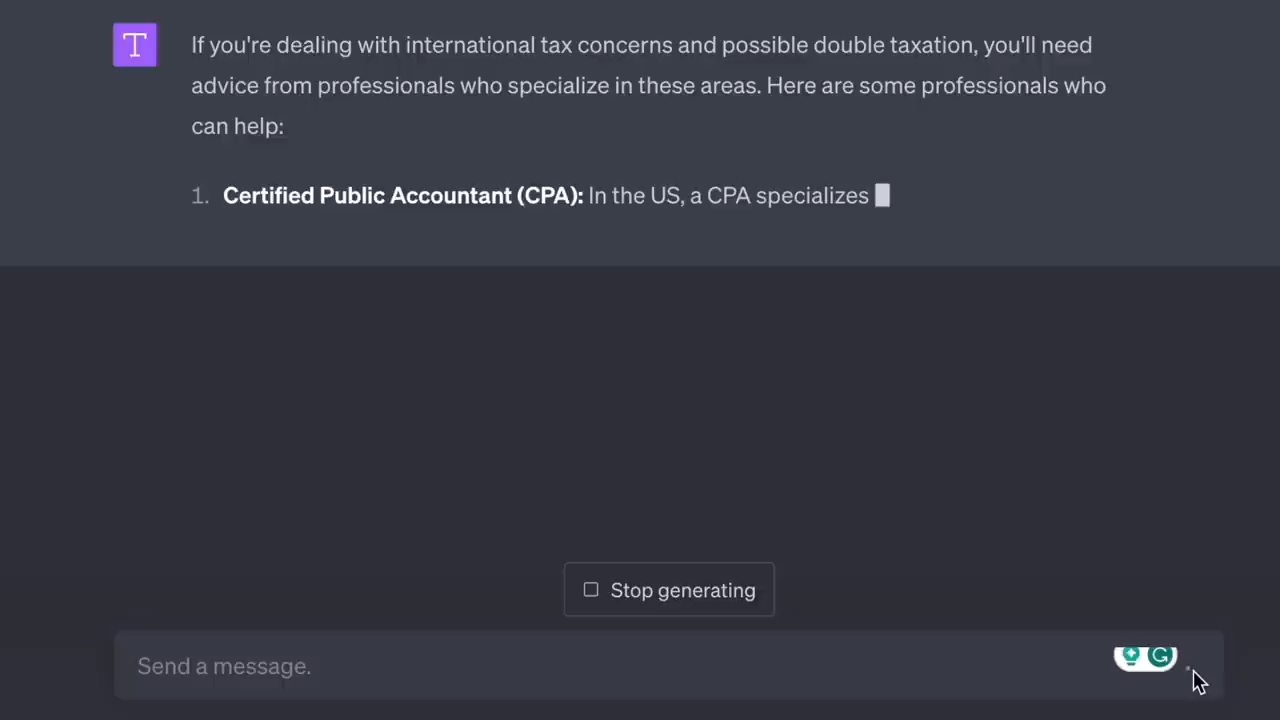 T
If you're dealing with international tax concerns and possible double taxation, you'll need
advice from professionals who specialize in these areas. Here are some professionals who
can help:
1. Certified Public Accountant (CPA): In the US, a CPA specializes
Stop generating
Send a message.
G